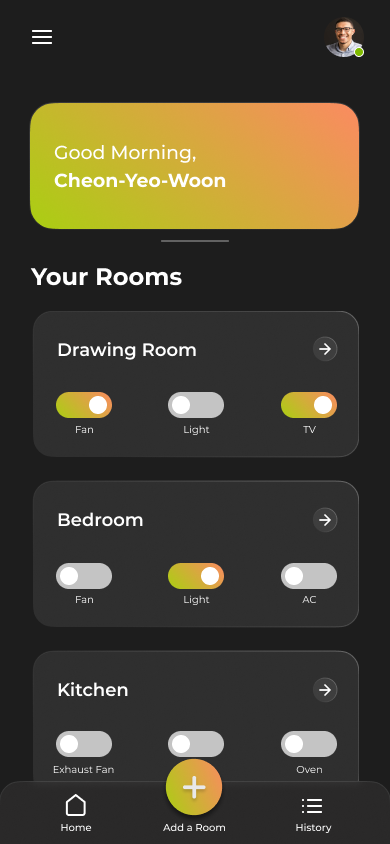 Good Morning,
Cheon-Yeo-Woon
Your Rooms
Drawing Room
Fan
Light
TV
Bedroom
Fan
Light
AC
Kitchen
Exhaust Fan
Oven
Home
Add a Room
History